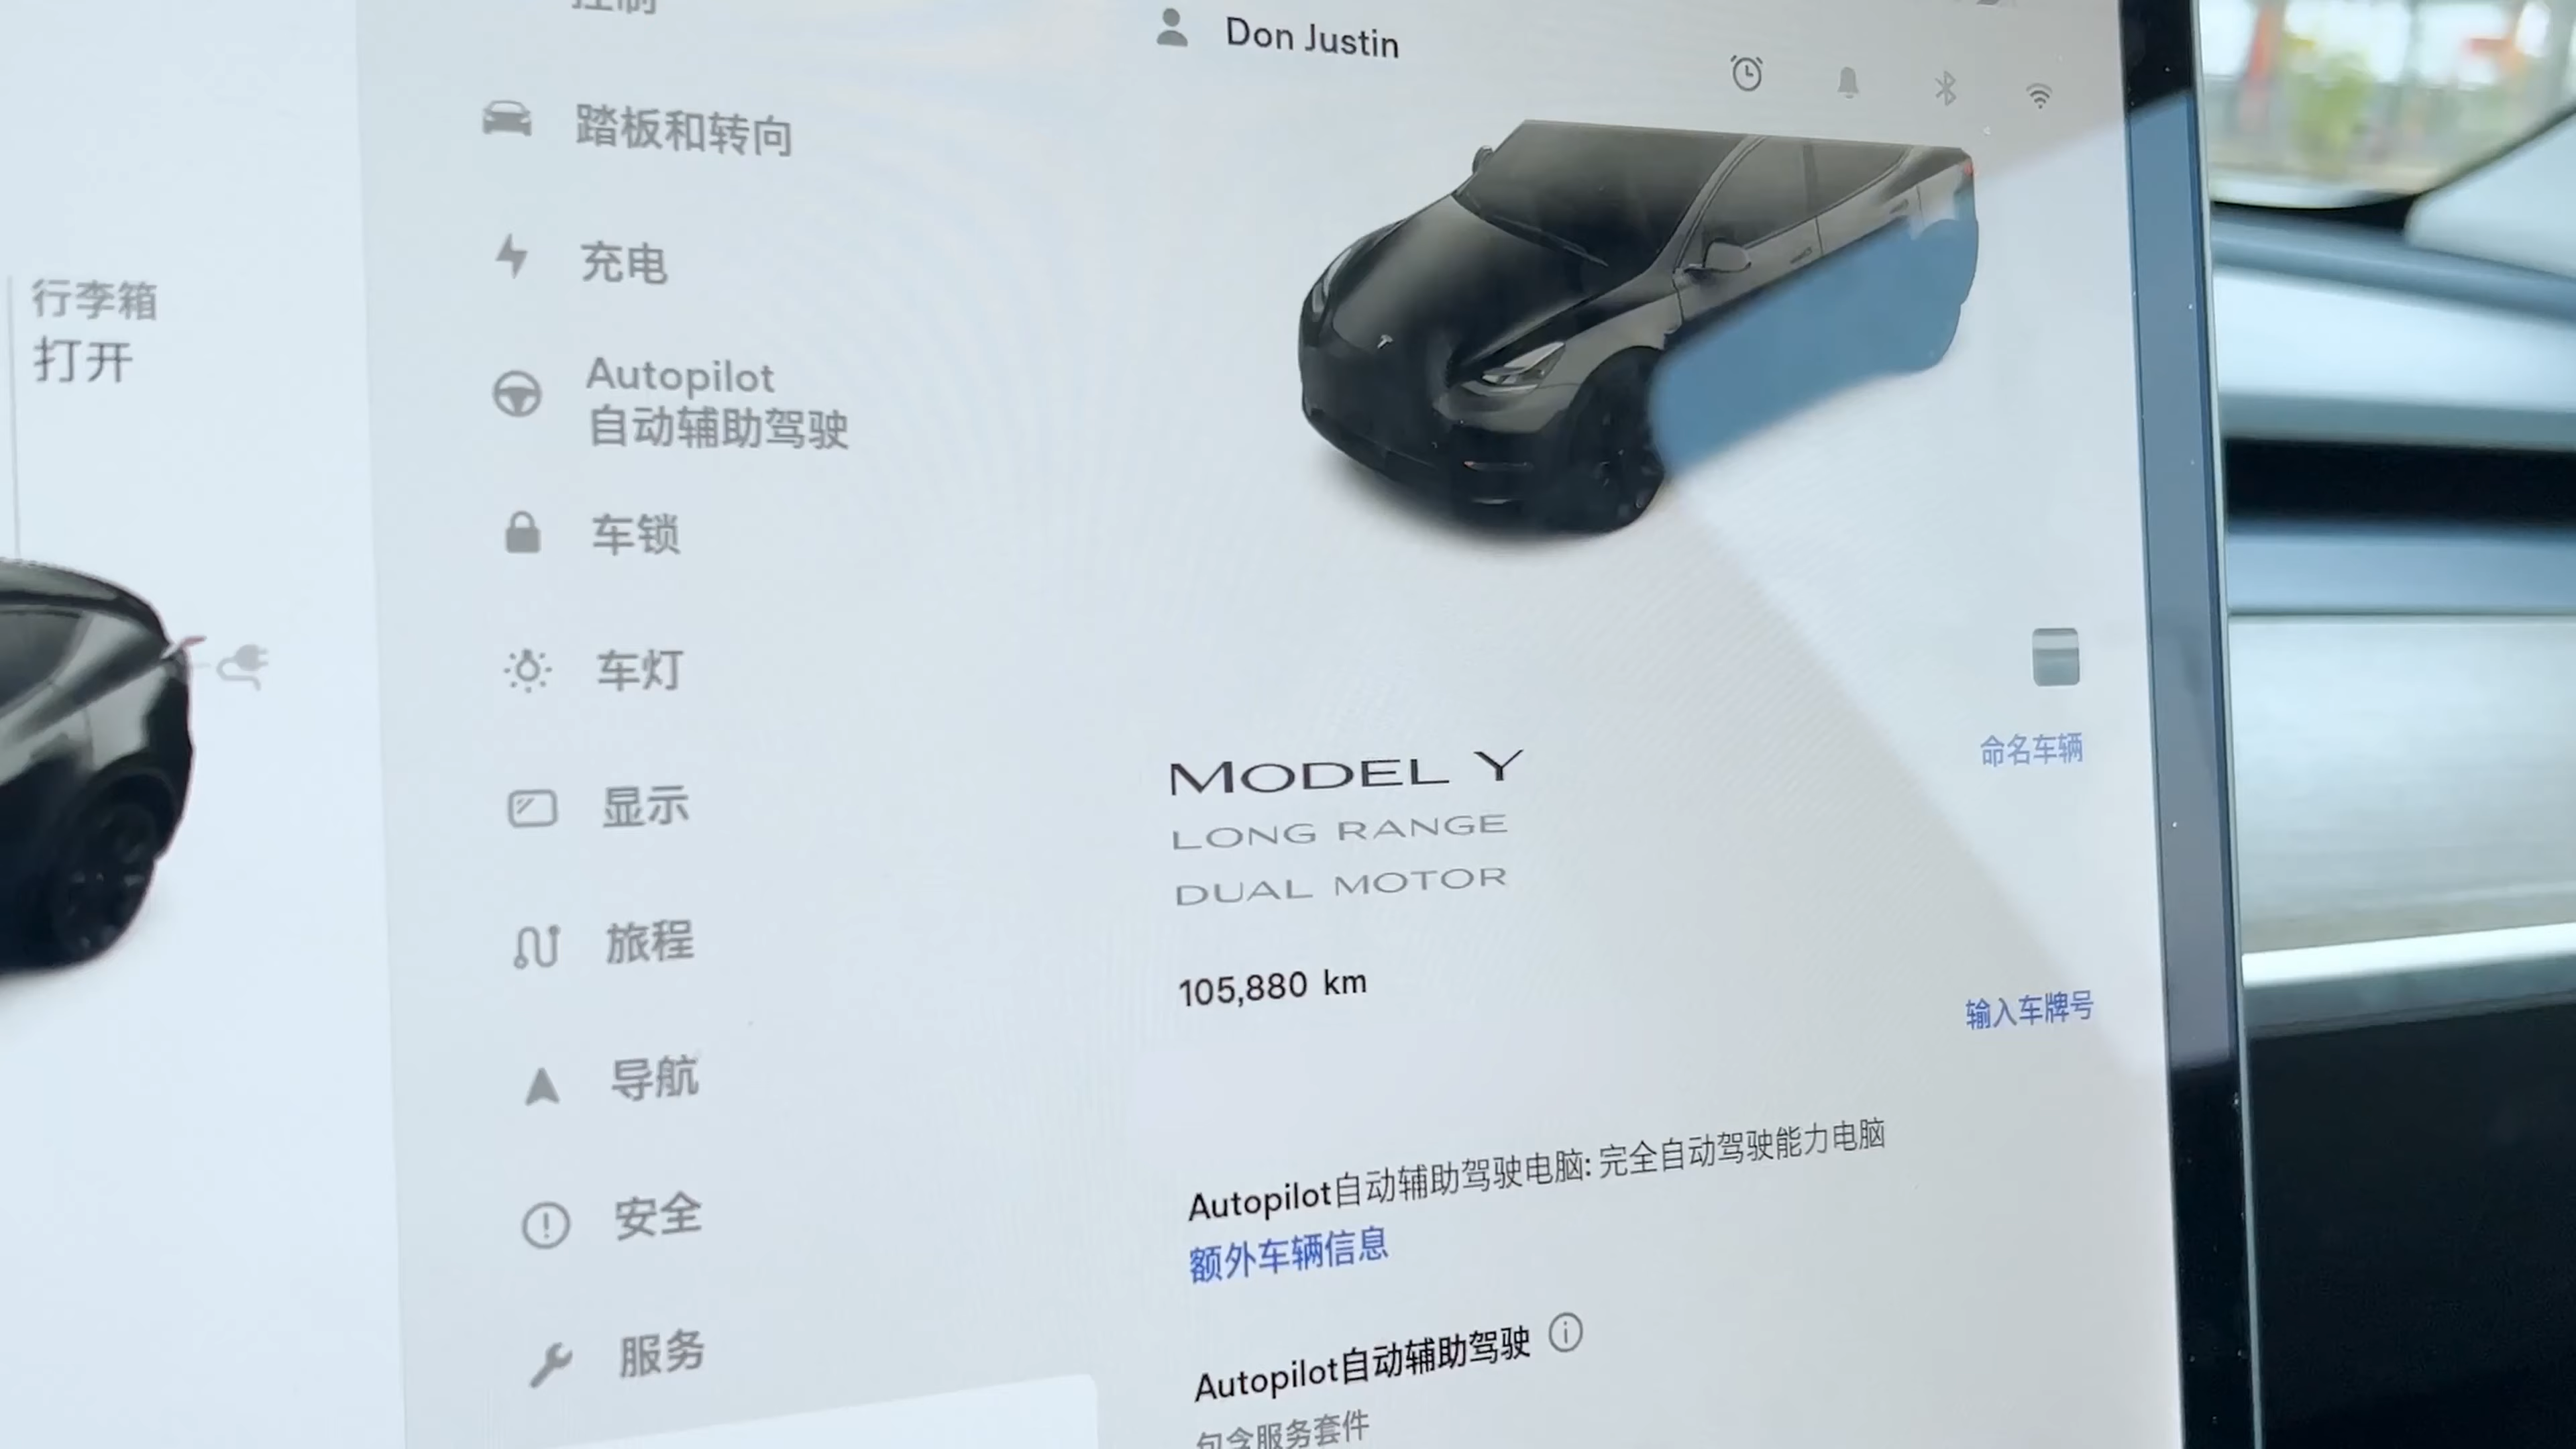 行李箱
打开
控制
踏板和转向
充电
Autopilot
自动辅助驾驶
车锁
车灯
显示
旅程
导航
安全
服务
Don Justin
MODEL Y
命名车辆
LONG RANGE
DUAL MOTOR
105,880 km
输入车牌号
Autopilot自动辅助驾驶电脑: 完全自动驾驶能力电脑
额外车辆信息
Autopilot自动辅助驾驶
包含服务套件